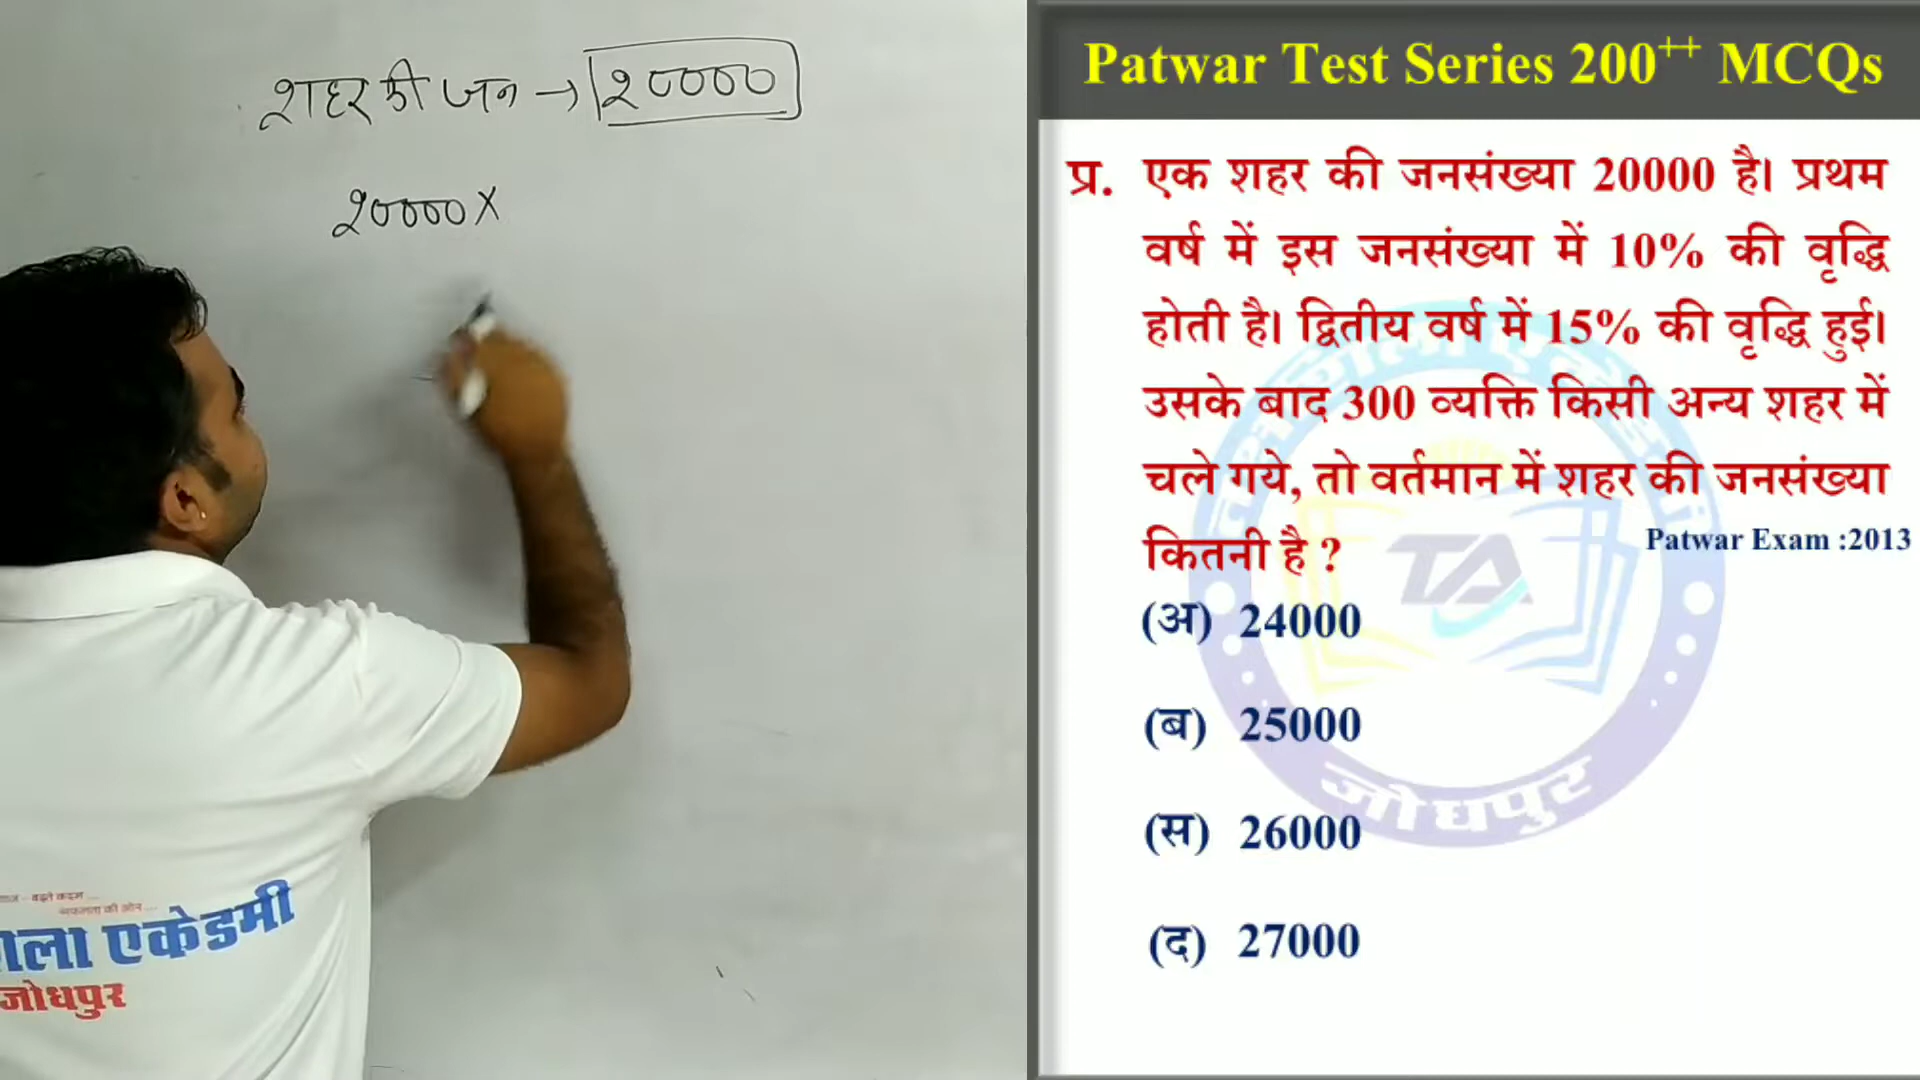 शहर की जन → २००००
२०००० X
Patwar Test Series 200++ MCQs
प्र. एक शहर की जनसंख्या 20000 है। प्रथम
वर्ष में इस जनसंख्या में 10% की वृद्धि
होती है। द्वितीय वर्ष में 15% की वृद्धि हुई।
उसके बाद 300 व्यक्ति किसी अन्य शहर में
चले गये, तो वर्तमान में शहर की जनसंख्या
कितनी है ?
Patwar Exam :2013
(अ) 24000
(ब) 25000
(स) 26000
(द) 27000
TA
जोधपुर
एकेडमी
जोधपुर